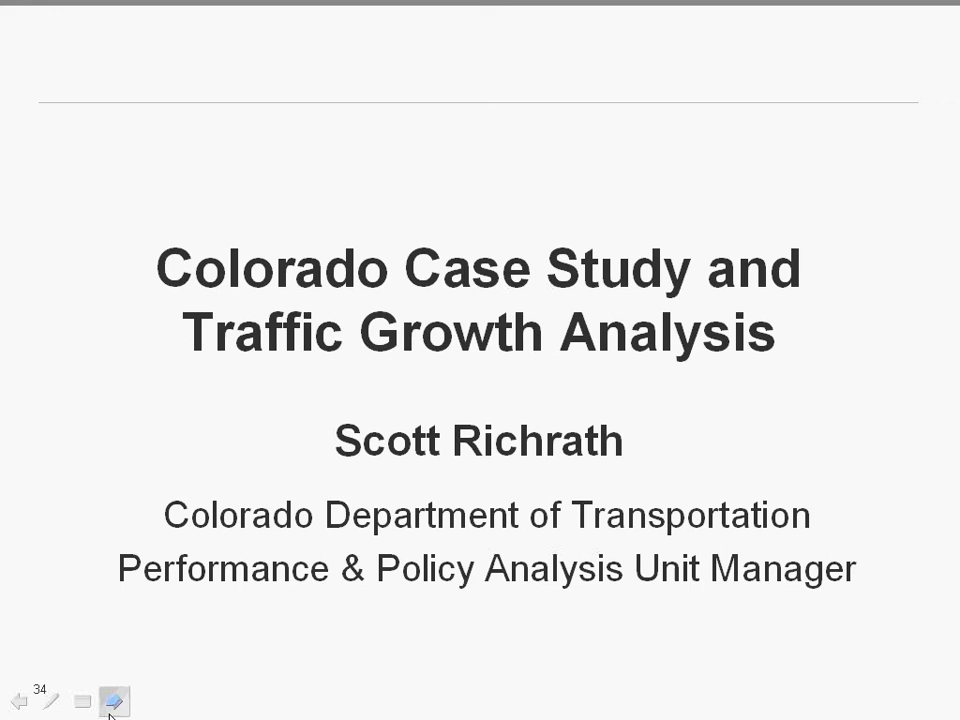 Colorado Case Study and
Traffic Growth Analysis
Scott Richrath
Colorado Department of Transportation
Performance & Policy Analysis Unit Manager
34